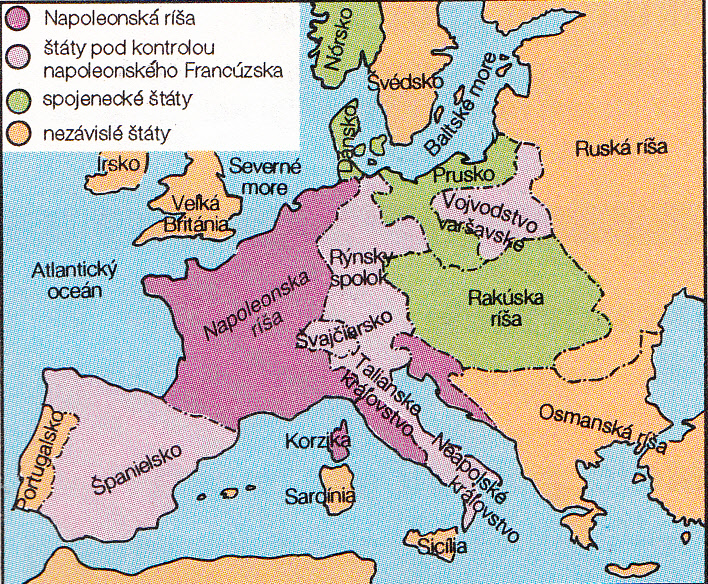 Napoleonská ríša
štáty pod kontrolou
napoleonského Francúzska
spojenecké štáty
nezávislé štáty
Nórsko
Švédsko
Baltské more
Dánsko
Ruská ríša
Írsko
Severné
more
Veľká
Británia
Prusko
Vojvodstvo
varšavské
Atlantický
oceán
Rýnsky
spolok
Napoleonska
ríša
Rakúska
ríša
Švajčiarsko
Talianske
kráľovstvo
Osmanská ríša
Portugalsko
Španielsko
Korzika
Neapolské
kráľovstvo
Sardínia
Sicília